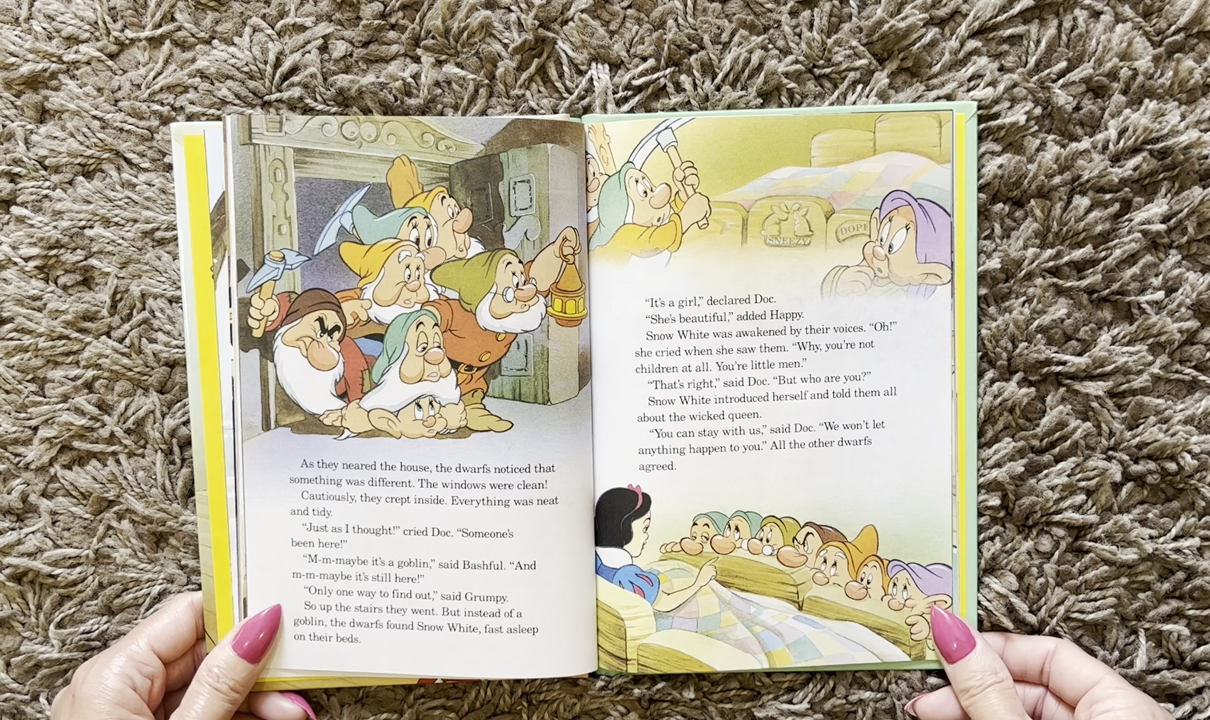 As they neared the house, the dwarfs noticed that
something was different. The windows were clean!
Cautiously, they crept inside. Everything was neat
and tidy.
“Just as I thought!” cried Doc. “Someone's
been here!”
“M-m-maybe it's a goblin,” said Bashful. “And
m-m-maybe it's still here!”
“Only one way to find out,” said Grumpy.
So up the stairs they went. But instead of a
goblin, the dwarfs found Snow White, fast asleep
on their beds.
SNEEZY
DOPE
“It's a girl,” declared Doc.
“She's beautiful,” added Happy.
Snow White was awakened by their voices. “Oh!”
she cried when she saw them. “Why, you're not
children at all. You're little men.”
“That's right,” said Doc. “But who are you?”
Snow White introduced herself and told them all
about the wicked queen.
“You can stay with us,” said Doc. “We won't let
anything happen to you.” All the other dwarfs
agreed.